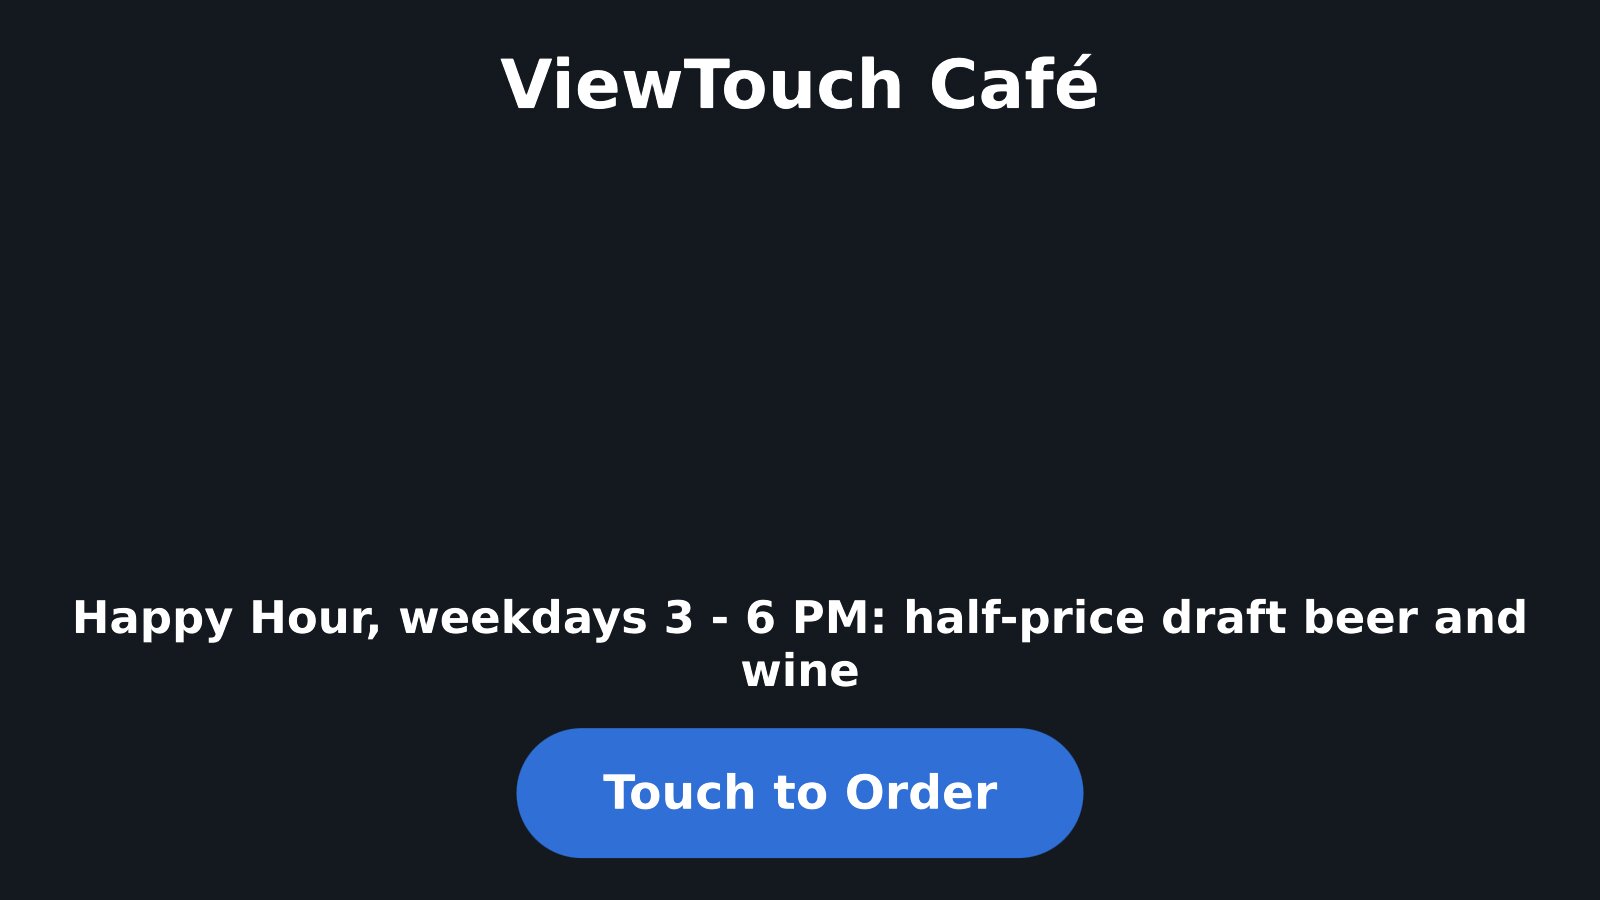 ViewTouch Café
Happy Hour, weekdays 3 - 6 PM: half-price draft beer and
wine
Touch to Order